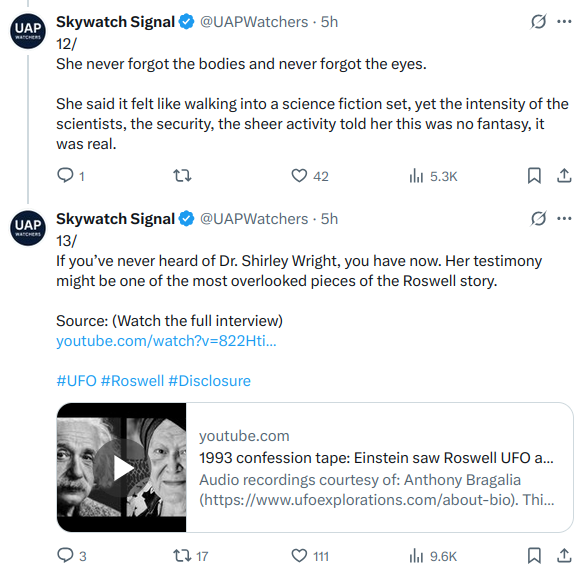 UAP
WATCHERS
Skywatch Signal @UAPWatchers · 5h
12/
She never forgot the bodies and never forgot the eyes.
She said it felt like walking into a science fiction set, yet the intensity of the
scientists, the security, the sheer activity told her this was no fantasy, it
was real.
1 42 5.3K
UAP
WATCHERS
Skywatch Signal @UAPWatchers · 5h
13/
If you’ve never heard of Dr. Shirley Wright, you have now. Her testimony
might be one of the most overlooked pieces of the Roswell story.
Source: (Watch the full interview)
youtube.com/watch?v=822Hti...
#UFO #Roswell #Disclosure
youtube.com
1993 confession tape: Einstein saw Roswell UFO a...
Audio recordings courtesy of: Anthony Bragalia
(https://www.ufoexplorations.com/about-bio). Thi...
3 17 111 9.6K